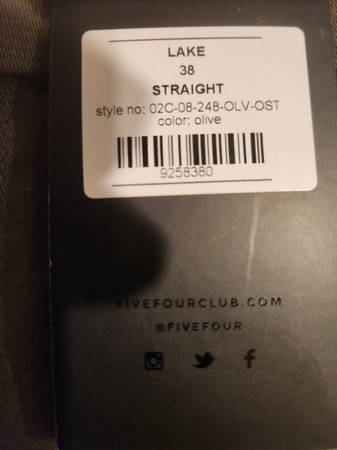 LAKE
38
STRAIGHT
style no: 02C-08-248-OLV-OST
color: olive
9258380
FIVEFOURCLUB.COM
@FIVEFOUR